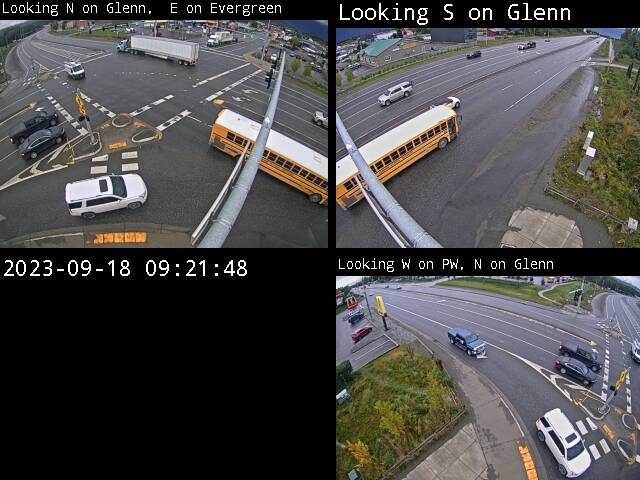 Looking N on Glenn,  E on Evergreen
Looking S on Glenn
2023-09-18 09:21:48
Looking W on PW, N on Glenn